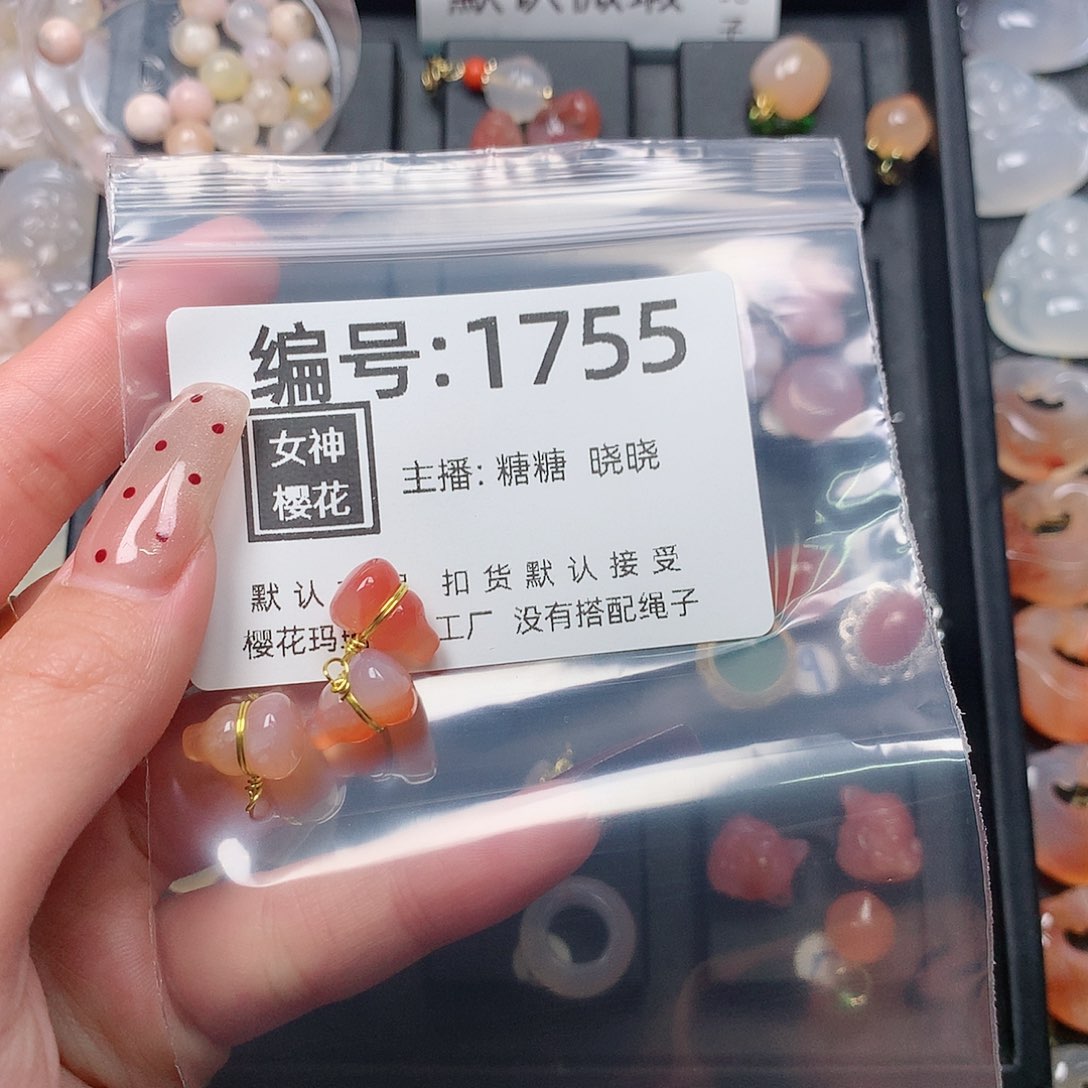 编号:1755
女神
樱花
主播: 糖糖 晓晓
默认 扣货默认接受
樱花玛 工厂 没有搭配绳子